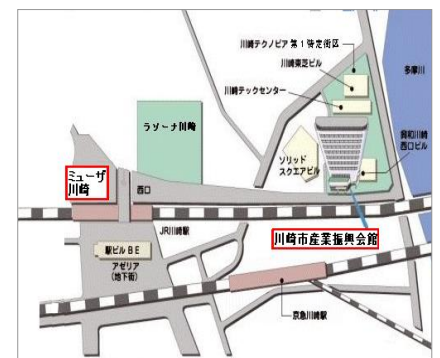 川崎テクノピア第1特定街区
川崎東芝ビル
川崎テックセンター
多摩川
ラゾーナ川崎
興和川崎
西口ビル
ソリッド
スクエアビル
ミューザ
川崎
西口
JR川崎駅
川崎市産業振興会館
駅ビルBE
アゼリア
(地下街)
京急川崎駅